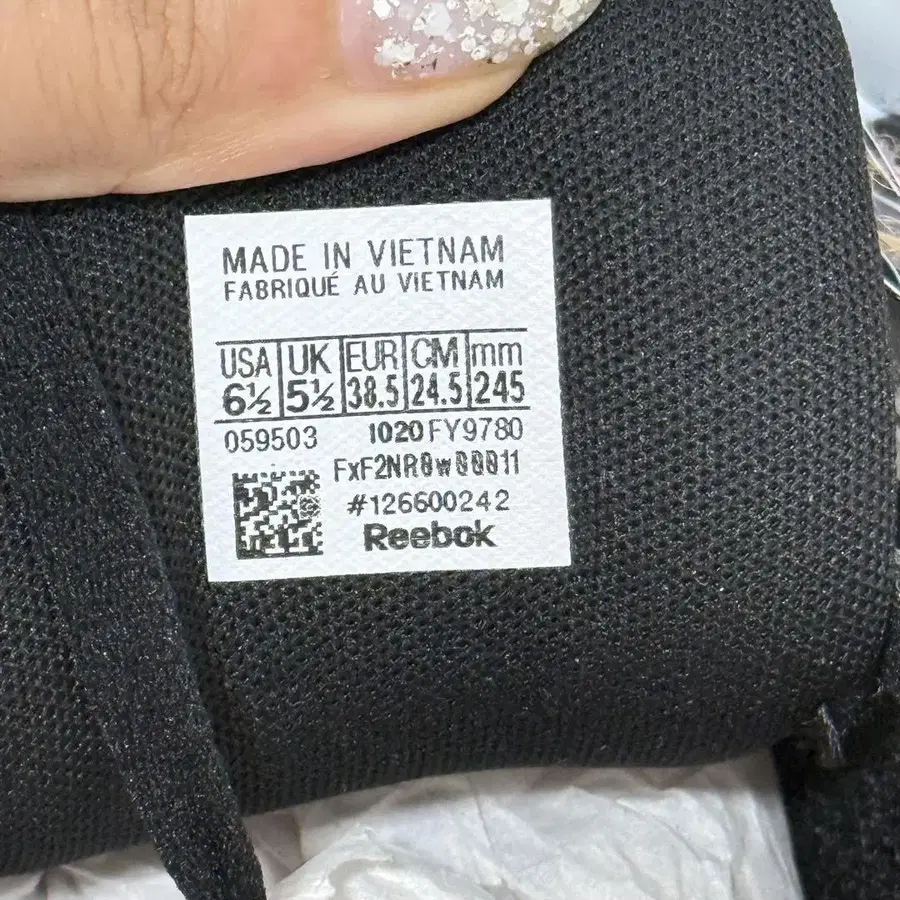 MADE IN VIETNAM
FABRIQUÉ AU VIETNAM
USA UK EUR CM mm
6½ 5½ 38.5 24.5 245
059503 1020 FY9780
#126600242
Reebok